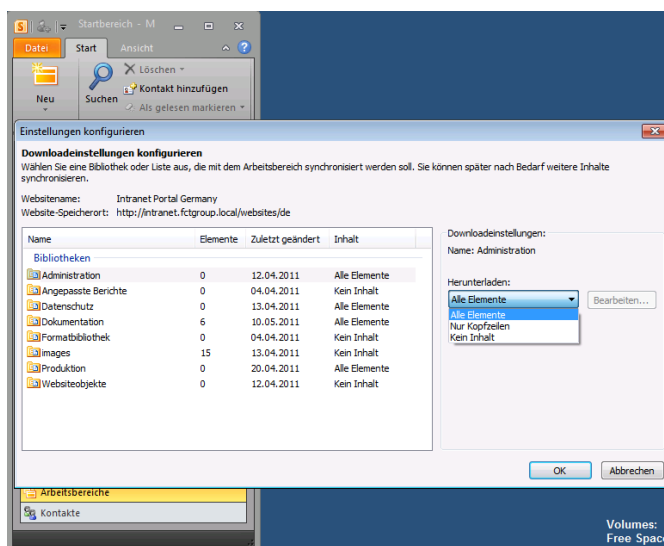 Startbereich - M
Datei Start Ansicht
Neu
Suchen
Löschen
Kontakt hinzufügen
Als gelesen markieren
Einstellungen konfigurieren
Downloadeinstellungen konfigurieren
Wählen Sie eine Bibliothek oder Liste aus, die mit dem Arbeitsbereich synchronisiert werden soll. Sie können später nach Bedarf weitere Inhalte
synchronisieren.
Websitename: Intranet Portal Germany
Website-Speicherort: http://intranet.fctgroup.local/websites/de
Name Elemente Zuletzt geändert Inhalt
Bibliotheken
Administration 0 12.04.2011 Alle Elemente
Angepasste Berichte 0 04.04.2011 Kein Inhalt
Datenschutz 0 13.04.2011 Alle Elemente
Dokumentation 6 10.05.2011 Alle Elemente
Formatbibliothek 0 04.04.2011 Kein Inhalt
images 15 13.04.2011 Kein Inhalt
Produktion 0 20.04.2011 Alle Elemente
Websiteobjekte 0 12.04.2011 Kein Inhalt
Downloadeinstellungen:
Name: Administration
Herunterladen:
Alle Elemente Bearbeiten...
Alle Elemente
Nur Kopfzeilen
Kein Inhalt
OK Abbrechen
Arbeitsbereiche
Kontakte
Volumes:
Free Spac